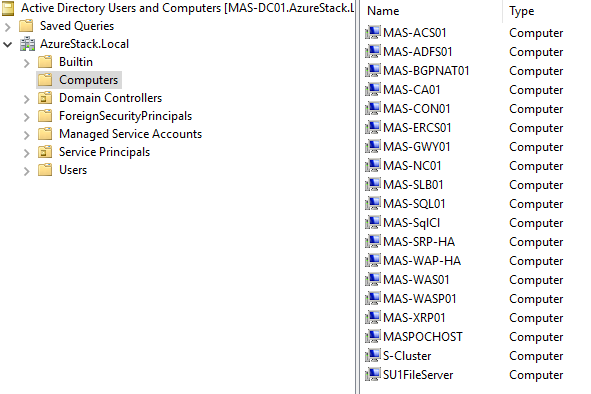 Active Directory Users and Computers [MAS-DC01.AzureStack.L
Saved Queries
AzureStack.Local
Builtin
Computers
Domain Controllers
ForeignSecurityPrincipals
Managed Service Accounts
Service Principals
Users
Name Type
MAS-ACS01 Computer
MAS-ADFS01 Computer
MAS-BGPNAT01 Computer
MAS-CA01 Computer
MAS-CON01 Computer
MAS-ERCS01 Computer
MAS-GWY01 Computer
MAS-NC01 Computer
MAS-SLB01 Computer
MAS-SQL01 Computer
MAS-SqlCl Computer
MAS-SRP-HA Computer
MAS-WAP-HA Computer
MAS-WAS01 Computer
MAS-WASP01 Computer
MAS-XRP01 Computer
MASPOCHOST Computer
S-Cluster Computer
SU1FileServer Computer